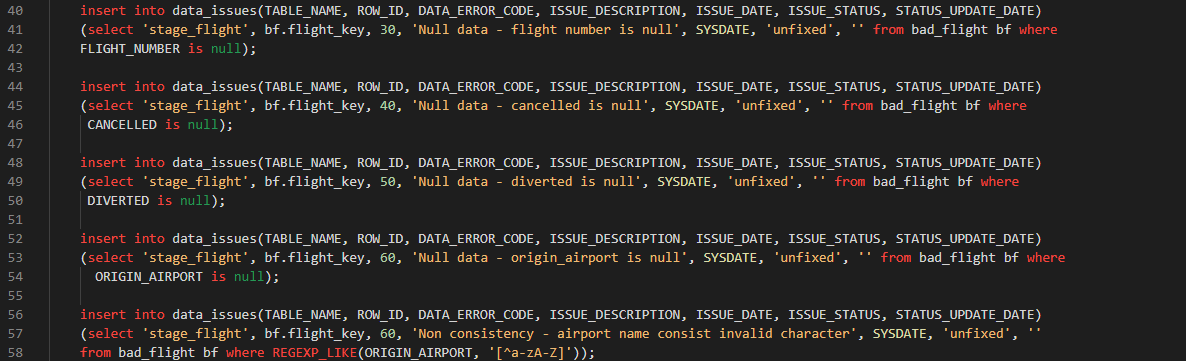 40 insert into data_issues(TABLE_NAME, ROW_ID, DATA_ERROR_CODE, ISSUE_DESCRIPTION, ISSUE_DATE, ISSUE_STATUS, STATUS_UPDATE_DATE)
41 (select 'stage_flight', bf.flight_key, 30, 'Null data - flight number is null', SYSDATE, 'unfixed', '' from bad_flight bf where
42 FLIGHT_NUMBER is null);
43
44 insert into data_issues(TABLE_NAME, ROW_ID, DATA_ERROR_CODE, ISSUE_DESCRIPTION, ISSUE_DATE, ISSUE_STATUS, STATUS_UPDATE_DATE)
45 (select 'stage_flight', bf.flight_key, 40, 'Null data - cancelled is null', SYSDATE, 'unfixed', '' from bad_flight bf where
46 CANCELLED is null);
47
48 insert into data_issues(TABLE_NAME, ROW_ID, DATA_ERROR_CODE, ISSUE_DESCRIPTION, ISSUE_DATE, ISSUE_STATUS, STATUS_UPDATE_DATE)
49 (select 'stage_flight', bf.flight_key, 50, 'Null data - diverted is null', SYSDATE, 'unfixed', '' from bad_flight bf where
50 DIVERTED is null);
51
52 insert into data_issues(TABLE_NAME, ROW_ID, DATA_ERROR_CODE, ISSUE_DESCRIPTION, ISSUE_DATE, ISSUE_STATUS, STATUS_UPDATE_DATE)
53 (select 'stage_flight', bf.flight_key, 60, 'Null data - origin_airport is null', SYSDATE, 'unfixed', '' from bad_flight bf where
54 ORIGIN_AIRPORT is null);
55
56 insert into data_issues(TABLE_NAME, ROW_ID, DATA_ERROR_CODE, ISSUE_DESCRIPTION, ISSUE_DATE, ISSUE_STATUS, STATUS_UPDATE_DATE)
57 (select 'stage_flight', bf.flight_key, 60, 'Non consistency - airport name consist invalid character', SYSDATE, 'unfixed', ''
58 from bad_flight bf where REGEXP_LIKE(ORIGIN_AIRPORT, '[^a-zA-Z]'));